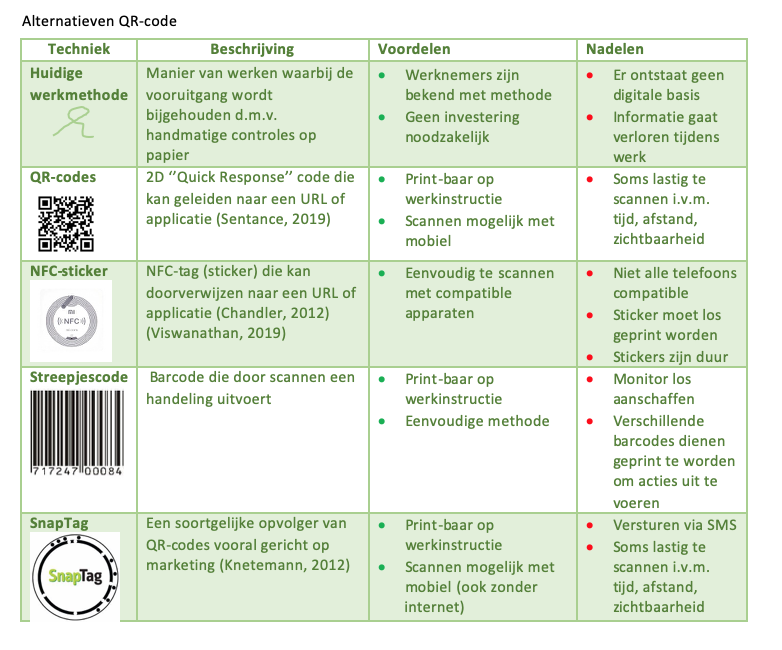 Alternatieven QR-code
Techniek
Beschrijving
Voordelen
Nadelen
Huidige
werkmethode
Manier van werken waarbij de
vooruitgang wordt
bijgehouden d.m.v.
handmatige controles op
papier
• Werknemers zijn
bekend met methode
• Geen investering
noodzakelijk
• Er ontstaat geen
digitale basis
• Informatie gaat
verloren tijdens
werk
QR-codes
2D ‘’Quick Response’’ code die
kan geleiden naar een URL of
applicatie (Sentance, 2019)
• Print-baar op
werkinstructie
• Scannen mogelijk met
mobiel
• Soms lastig te
scannen i.v.m.
tijd, afstand,
zichtbaarheid
NFC-sticker
mi
NFC
NFC-tag (sticker) die kan
doorverwijzen naar een URL of
applicatie (Chandler, 2012)
(Viswanathan, 2019)
• Eenvoudig te scannen
met compatible
apparaten
• Niet alle telefoons
compatible
• Sticker moet los
geprint worden
• Stickers zijn duur
Streepjescode
717247 00084
Barcode die door scannen een
handeling uitvoert
• Print-baar op
werkinstructie
• Eenvoudige methode
• Monitor los
aanschaffen
• Verschillende
barcodes dienen
geprint te worden
om acties uit te
voeren
SnapTag
SnapTag
Een soortgelijke opvolger van
QR-codes vooral gericht op
marketing (Knetemann, 2012)
• Print-baar op
werkinstructie
• Scannen mogelijk met
mobiel (ook zonder
internet)
• Versturen via SMS
• Soms lastig te
scannen i.v.m.
tijd, afstand,
zichtbaarheid